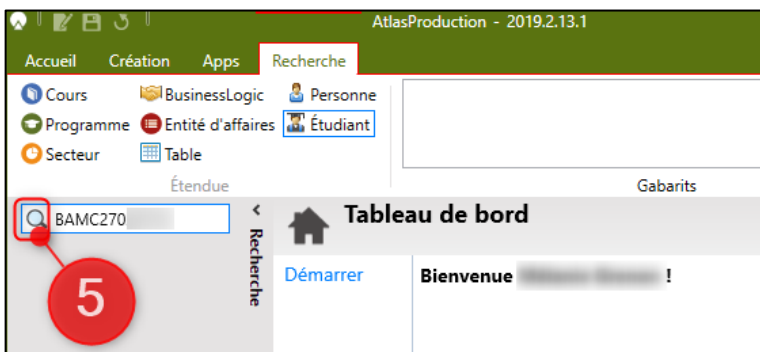 AtlasProduction - 2019.2.13.1
Accueil Création Apps Recherche
Cours BusinessLogic Personne
Programme Entité d'affaires Étudiant
Secteur Table
Étendue Gabarits
BAMC270
Recherche
Tableau de bord
Démarrer Bienvenue !
5